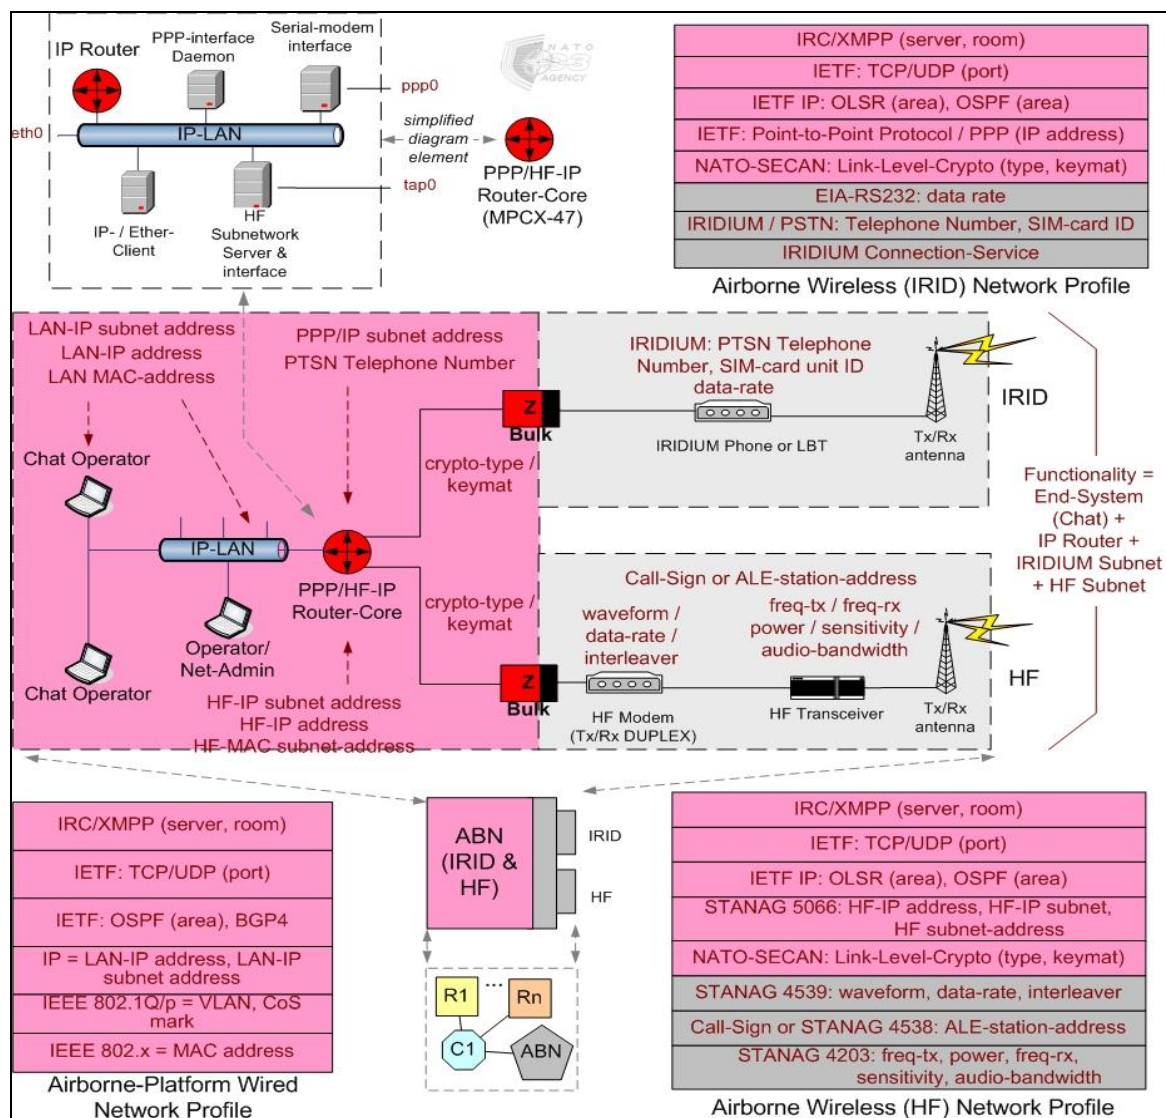 IP Router
PPP-interface
Daemon
Serial-modem
interface
ppp0
eth0
IP-LAN
tap0
IP- / Ether-
Client
HF
Subnetwork
Server &
interface
NATO
AGENCY
simplified
diagram
element
PPP/HF-IP
Router-Core
(MPCX-47)
IRC/XMPP (server, room)
IETF: TCP/UDP (port)
IETF IP: OLSR (area), OSPF (area)
IETF: Point-to-Point Protocol / PPP (IP address)
NATO-SECAN: Link-Level-Crypto (type, keymat)
EIA-RS232: data rate
IRIDIUM / PSTN: Telephone Number, SIM-card ID
IRIDIUM Connection-Service
Airborne Wireless (IRID) Network Profile
LAN-IP subnet address
LAN-IP address
LAN MAC-address
PPP/IP subnet address
PTSN Telephone Number
Chat Operator
IP-LAN
PPP/HF-IP
Router-Core
Operator/
Net-Admin
Chat Operator
HF-IP subnet address
HF-IP address
HF-MAC subnet-address
crypto-type /
keymat
crypto-type /
keymat
Z
Bulk
Z
Bulk
IRIDIUM: PTSN Telephone
Number, SIM-card unit ID
data-rate
IRIDIUM Phone or LBT
Tx/Rx
antenna
IRID
Call-Sign or ALE-station-address
waveform /
data-rate /
interleaver
freq-tx / freq-rx
power / sensitivity /
audio-bandwidth
HF Modem
(Tx/Rx DUPLEX)
HF Transceiver
Tx/Rx
antenna
HF
Functionality =
End-System
(Chat) +
IP Router +
IRIDIUM Subnet
+ HF Subnet
IRC/XMPP (server, room)
IETF: TCP/UDP (port)
IETF: OSPF (area), BGP4
IP = LAN-IP address, LAN-IP
subnet address
IEEE 802.1Q/p = VLAN, CoS
mark
IEEE 802.x = MAC address
Airborne-Platform Wired
Network Profile
ABN
(IRID &
HF)
IRID
HF
R1
...
Rn
C1
ABN
IRC/XMPP (server, room)
IETF: TCP/UDP (port)
IETF IP: OLSR (area), OSPF (area)
STANAG 5066: HF-IP address, HF-IP subnet,
HF subnet-address
NATO-SECAN: Link-Level-Crypto (type, keymat)
STANAG 4539: waveform, data-rate, interleaver
Call-Sign or STANAG 4538: ALE-station-address
STANAG 4203: freq-tx, power, freq-rx,
sensitivity, audio-bandwidth
Airborne Wireless (HF) Network Profile